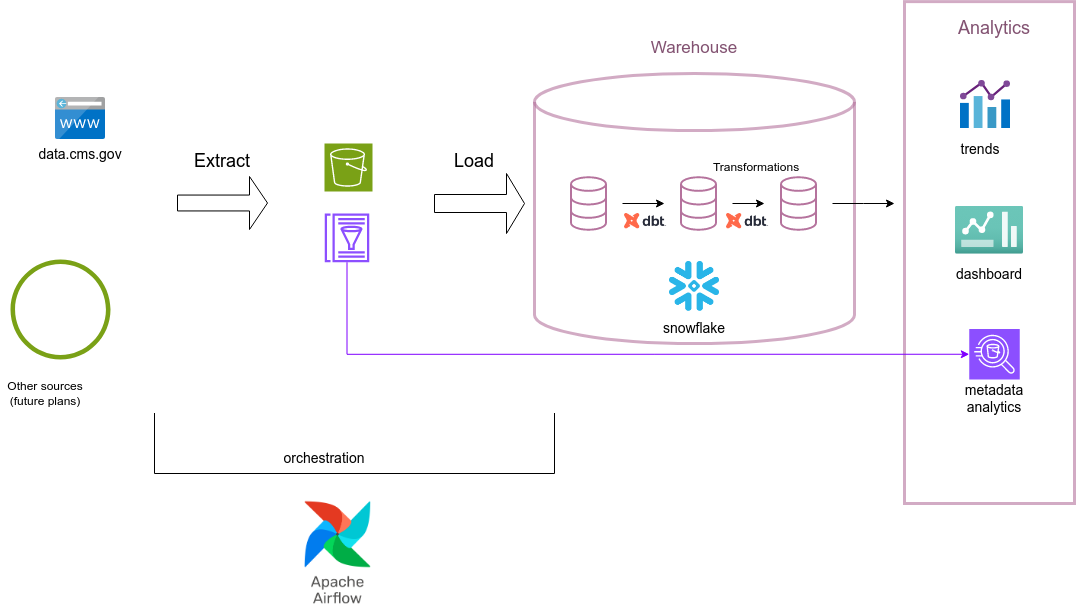 Analytics
Warehouse
WWW
data.cms.gov
Extract
Load
Transformations
dbt
dbt
snowflake
trends
dashboard
metadata
analytics
Other sources
(future plans)
orchestration
Apache
Airflow